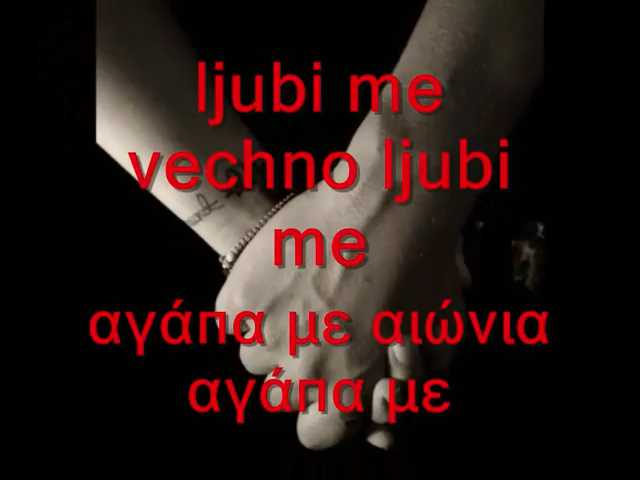 ljubi me
vechno ljubi
me
αγάπα με αιώνια
αγάπα με